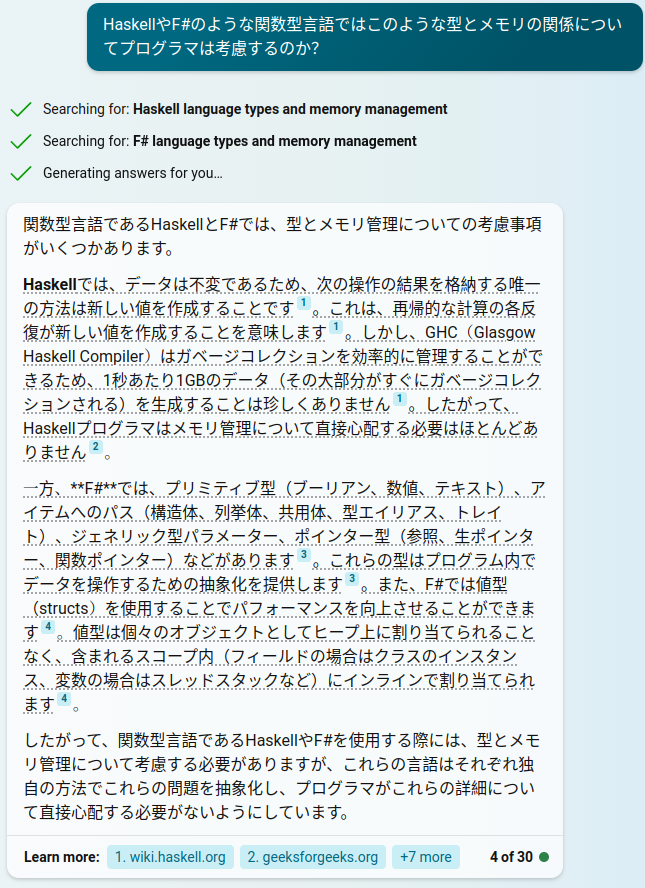 HaskellやF#のような関数型言語ではこのような型とメモリの関係につい
てプログラマは考慮するのか?
Searching for: Haskell language types and memory management
Searching for: F# language types and memory management
Generating answers for you…
関数型言語であるHaskellとF#では、型とメモリ管理についての考慮事項
がいくつかあります。
Haskellでは、データは不変であるため、次の操作の結果を格納する唯一
の方法は新しい値を作成することです 1 。これは、再帰的な計算の各反
復が新しい値を作成することを意味します 1 。しかし、GHC（Glasgow
Haskell Compiler）はガベージコレクションを効率的に管理することがで
きるため、1秒あたり1GBのデータ（その大部分がすぐにガベージコレク
ションされる）を生成することは珍しくありません 1 。したがって、
Haskellプログラマはメモリ管理について直接心配する必要はほとんどあ
りません 2 。
一方、**F#**では、プリミティブ型（ブーリアン、数値、テキスト）、ア
イテムへのパス（構造体、列挙体、共用体、型エイリアス、トレイ
ト）、ジェネリック型パラメーター、ポインター型（参照、生ポインタ
ー、関数ポインター）などがあります 3 。これらの型はプログラム内で
データを操作するための抽象化を提供します 3 。また、F#では値型
（structs）を使用することでパフォーマンスを向上させることができま
す 4 。値型は個々のオブジェクトとしてヒープ上に割り当てられること
なく、含まれるスコープ内（フィールドの場合はクラスのインスタン
ス、変数の場合はスレッドスタックなど）にインラインで割り当てられ
ます 4 。
したがって、関数型言語であるHaskellやF#を使用する際には、型とメモ
リ管理について考慮する必要がありますが、これらの言語はそれぞれ独
自の方法でこれらの問題を抽象化し、プログラマがこれらの詳細につい
て直接心配する必要がないようにしています。
Learn more: 1. wiki.haskell.org 2. geeksforgeeks.org +7 more 4 of 30